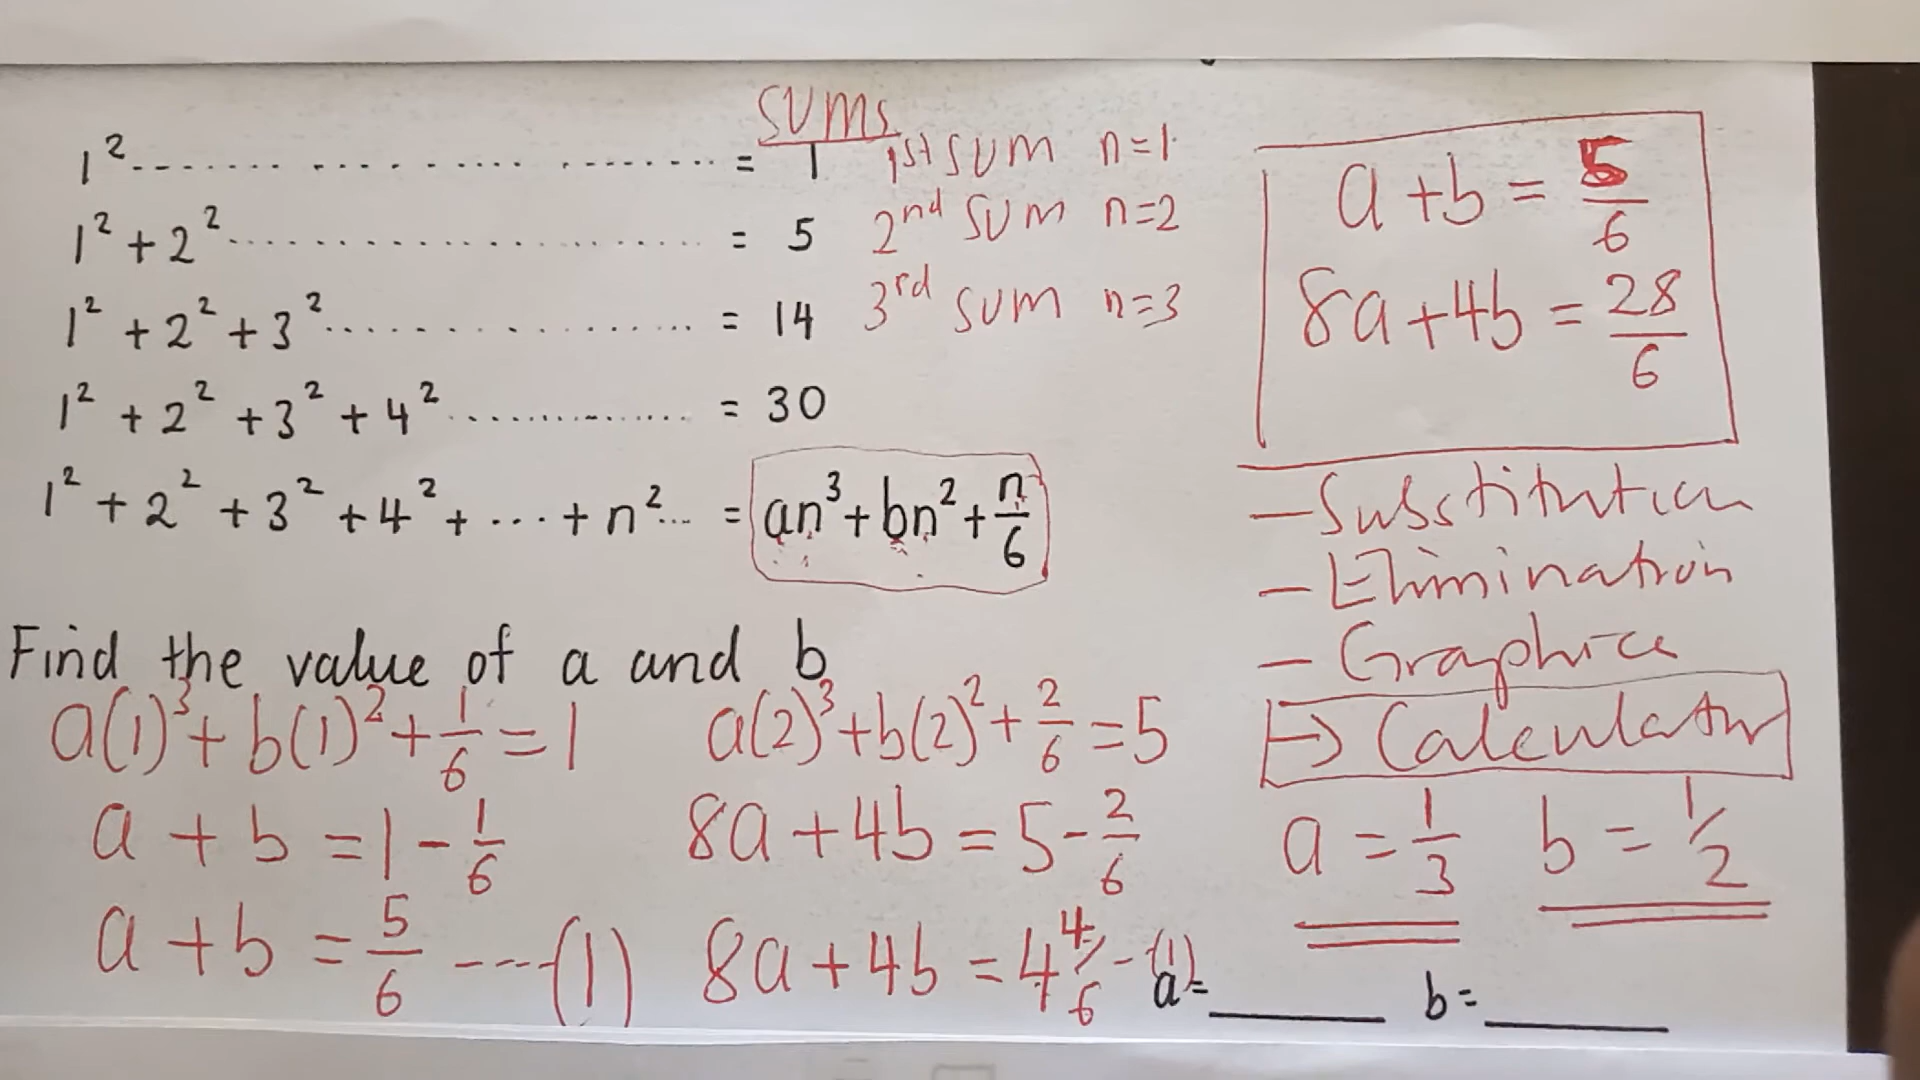 SUMS
1² ........................ = 1 1st SUM n=1
1² + 2² ........................ = 5 2nd SUM n=2
1² + 2² + 3² ........................ = 14 3rd SUM n=3
1² + 2² + 3² + 4² ............... = 30
1² + 2² + 3² + 4² + ... + n² ... = an³ + bn² + n/6
Find the value of a and b
a(1)³ + b(1)² + 1/6 = 1
a + b = 1 - 1/6
a + b = 5/6 ---(1)
a(2)³ + b(2)² + 2/6 = 5
8a + 4b = 5 - 2/6
8a + 4b = 4 4/6 - (1)
a + b = 5/6
8a + 4b = 28/6
- Substitution
- Elimination
- Graphice
→ Calculator
a = 1/3 b = 1/2
a = ______ b = ______